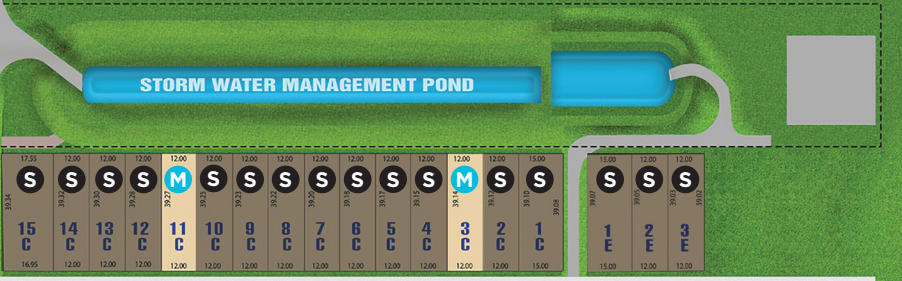 STORM WATER MANAGEMENT POND
17.55 12.00 12.00 12.00 12.00 12.00 12.00 12.00 12.00 12.00 12.00 12.00 12.00 12.00 15.00 15.00 12.00 12.00
S S S S M S S S S S S S M S S S S S
39.34 39.32 39.30 39.28 39.27 39.25 39.23 39.22 39.20 39.18 39.17 39.15 39.14 39.12 39.10 39.08 39.07 39.05 39.03 39.02
15 14 13 12 11 10 9 8 7 6 5 4 3 2 1 1 2 3
C C C C C C C C C C C C C C C E E E
16.95 12.00 12.00 12.00 12.00 12.00 12.00 12.00 12.00 12.00 12.00 12.00 12.00 12.00 15.00 15.00 12.00 12.00